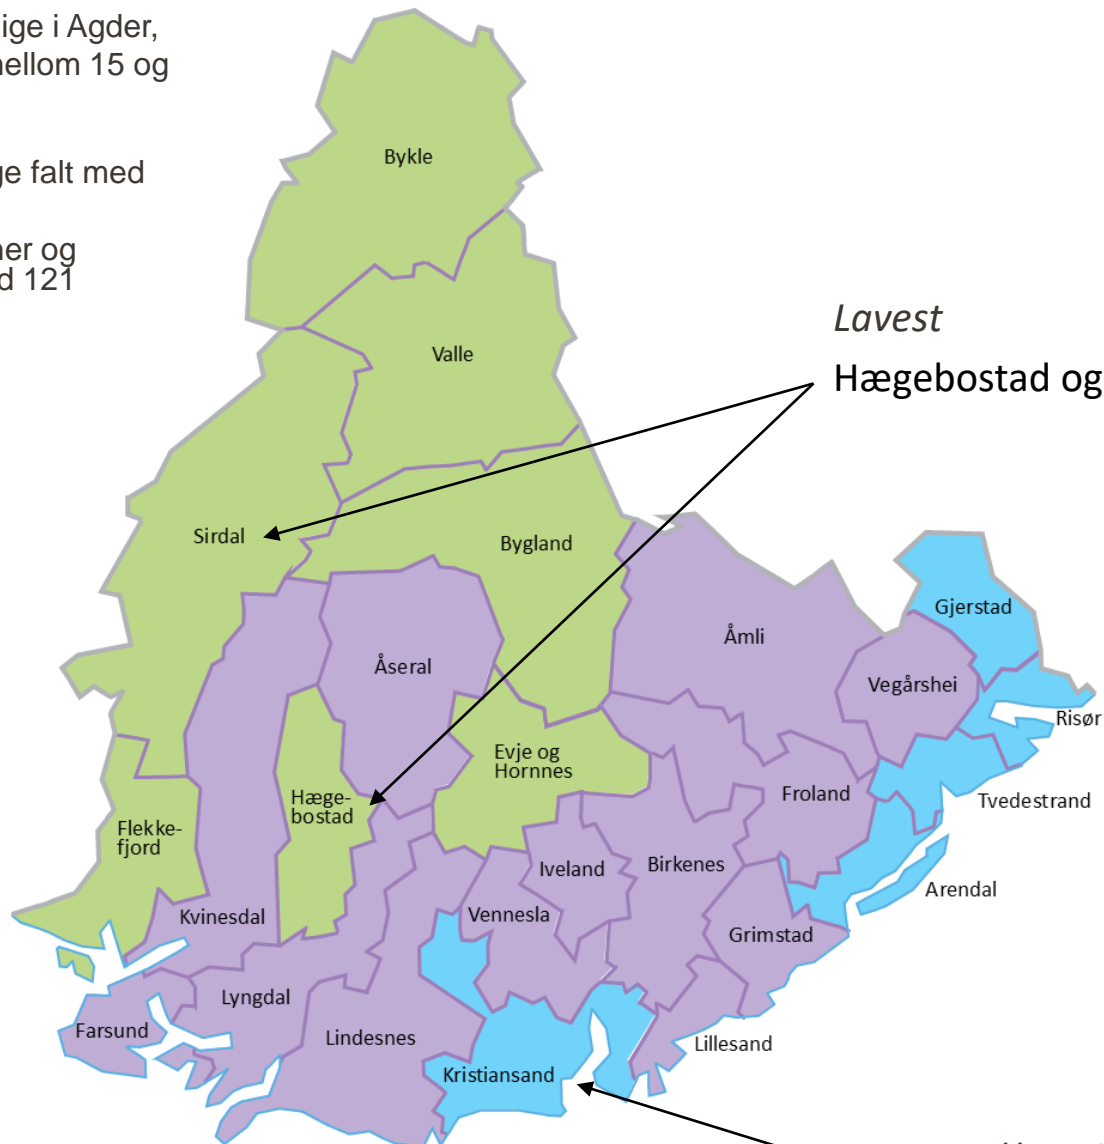 ige i Agder,
ellom 15 og
ge falt med
ner og
d 121
Bykle
Lavest
Valle
Hægebostad og
Sirdal
Bygland
Gjerstad
Åmli
Åseral
Vegårshei
Risør
Evje og
Hornnes
Hæge-
bostad
Froland
Tvedestrand
Flekke-
fjord
Iveland
Birkenes
Arendal
Kvinesdal
Vennesla
Grimstad
Lyngdal
Farsund
Lindesnes
Lillesand
Kristiansand